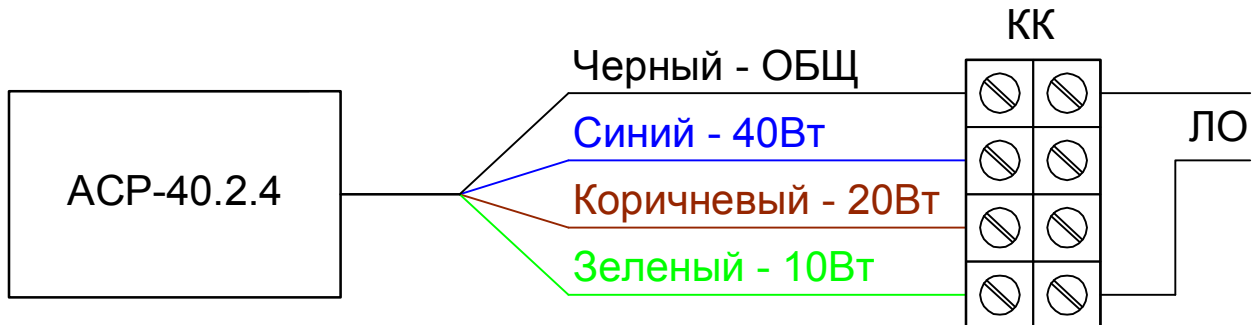 КК
Черный - ОБЩ
ЛО
Синий - 40Вт
АСР-40.2.4
Коричневый - 20Вт
Зеленый - 10Вт